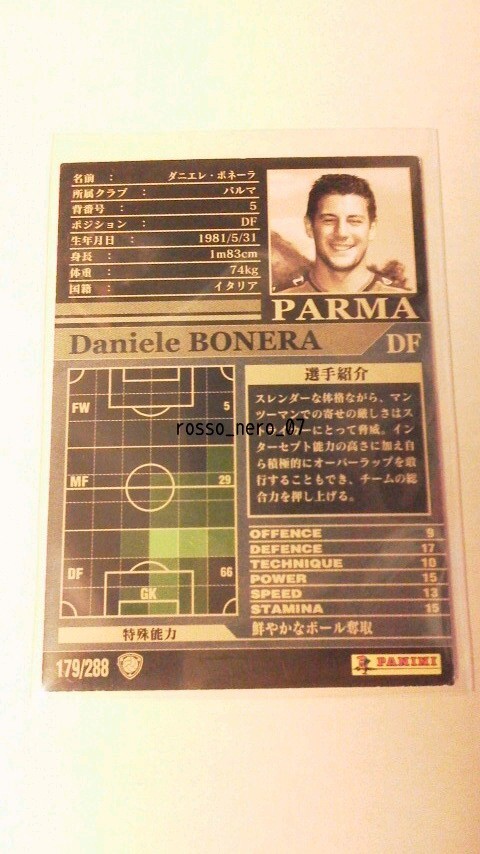 名前 : ダニエレ・ボネーラ
所属クラブ : パルマ
背番号 : 5
ポジション : DF
生年月日 : 1981/5/31
身長 : 1m83cm
体重 : 74kg
国籍 : イタリア
PARMA
Daniele BONERA DF
FW 5
MF 29
DF 66
GK
選手紹介
スレンダーな体格ながら、マン
ツーマンでの寄せの厳しさはス
トライカーにとって脅威。イン
ターセプト能力の高さに加え自
ら積極的にオーバーラップを敢
行することもでき、チームの総
合力を押し上げる。
rosso_nero_07
OFFENCE 9
DEFENCE 17
TECHNIQUE 10
POWER 15
SPEED 13
STAMINA 15
特殊能力 鮮やかなボール奪取
179/288
PANINI